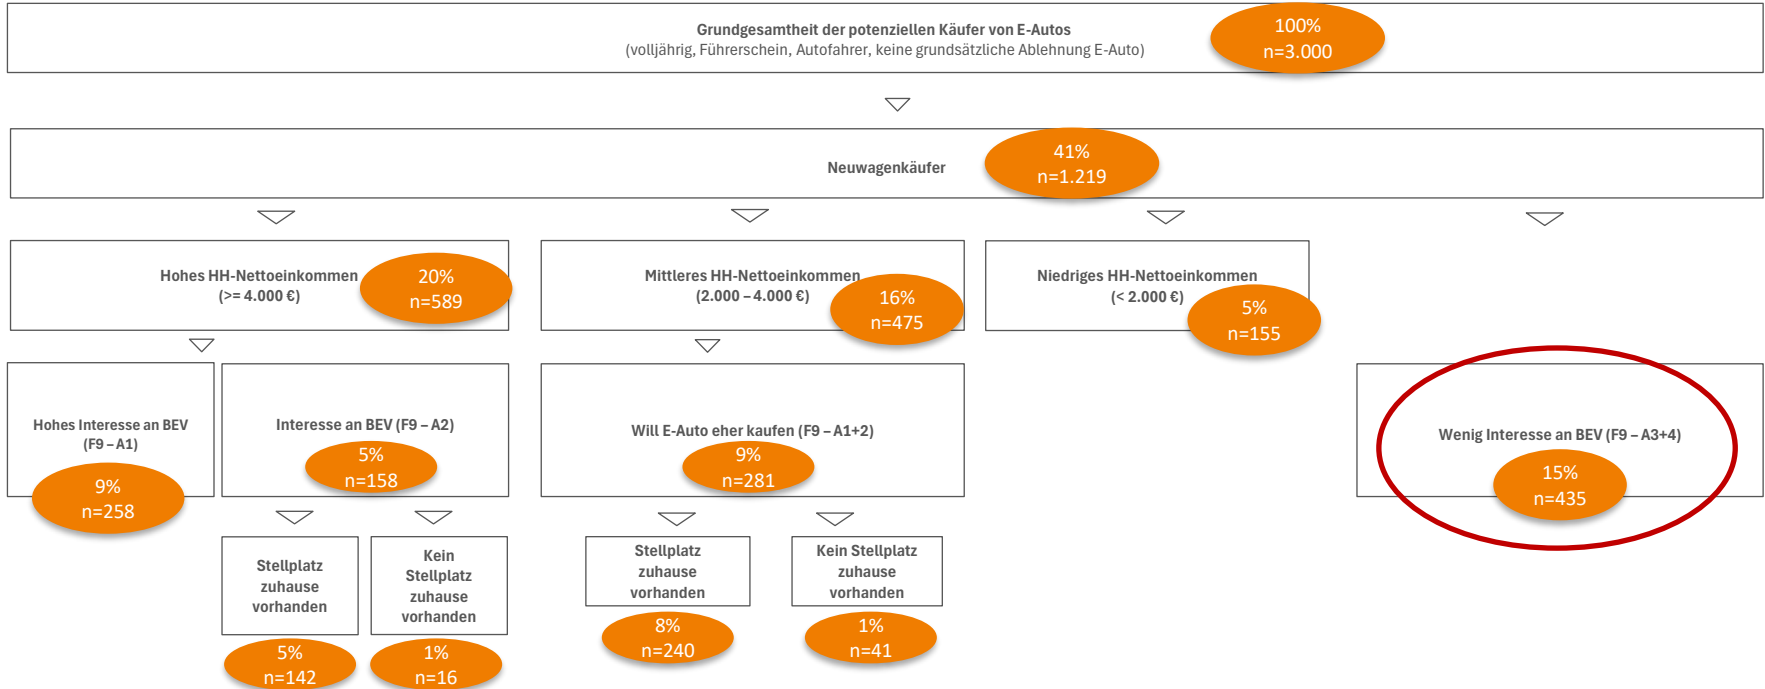 Grundgesamtheit der potenziellen Käufer von E-Autos
(volljährig, Führerschein, Autofahrer, keine grundsätzliche Ablehnung E-Auto)
100%
n=3.000
Neuwagenkäufer
41%
n=1.219
Hohes HH-Nettoeinkommen
(>= 4.000 €)
20%
n=589
Mittleres HH-Nettoeinkommen
(2.000 – 4.000 €)
16%
n=475
Niedriges HH-Nettoeinkommen
(< 2.000 €)
5%
n=155
Hohes Interesse an BEV
(F9 – A1)
9%
n=258
Interesse an BEV (F9 – A2)
5%
n=158
Will E-Auto eher kaufen (F9 – A1+2)
9%
n=281
Wenig Interesse an BEV (F9 – A3+4)
15%
n=435
Stellplatz
zuhause
vorhanden
5%
n=142
Kein
Stellplatz
zuhause
vorhanden
1%
n=16
Stellplatz
zuhause
vorhanden
8%
n=240
Kein Stellplatz
zuhause
vorhanden
1%
n=41